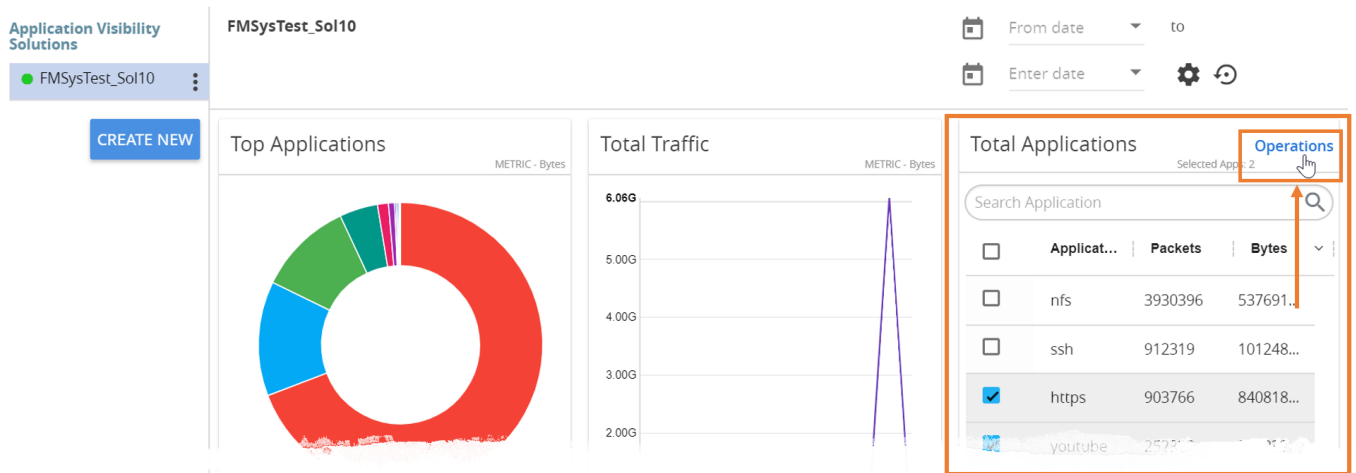 Application Visibility
Solutions
FMSysTest_Sol10
CREATE NEW
FMSysTest_Sol10
From date
to
Enter date
Top Applications
METRIC - Bytes
Total Traffic
METRIC - Bytes
6.06G
5.00G
4.00G
3.00G
2.00G
Total Applications
Operations
Selected Apps: 2
Search Application
Applicat... Packets Bytes
nfs 3930396 537691...
ssh 912319 101248...
https 903766 840818...
youtube